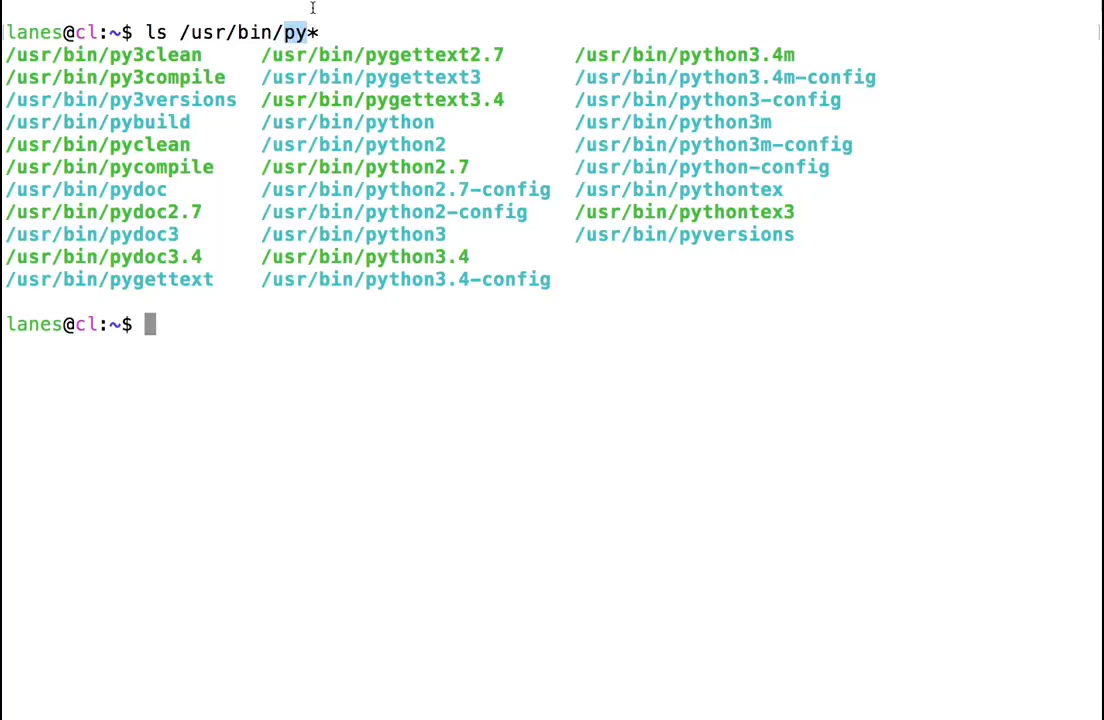 lanes@cl:~$ ls /usr/bin/py*
/usr/bin/py3clean /usr/bin/pygettext2.7 /usr/bin/python3.4m
/usr/bin/py3compile /usr/bin/pygettext3 /usr/bin/python3.4m-config
/usr/bin/py3versions /usr/bin/pygettext3.4 /usr/bin/python3-config
/usr/bin/pybuild /usr/bin/python /usr/bin/python3m
/usr/bin/pyclean /usr/bin/python2 /usr/bin/python3m-config
/usr/bin/pycompile /usr/bin/python2.7 /usr/bin/python-config
/usr/bin/pydoc /usr/bin/python2.7-config /usr/bin/pythontex
/usr/bin/pydoc2.7 /usr/bin/python2-config /usr/bin/pythontex3
/usr/bin/pydoc3 /usr/bin/python3 /usr/bin/pyversions
/usr/bin/pydoc3.4 /usr/bin/python3.4
/usr/bin/pygettext /usr/bin/python3.4-config
lanes@cl:~$